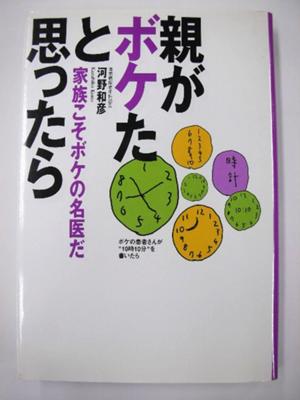 親が
ボケた
と
思ったら
家族こそボケの名医だ
河野和彦
時計
ボケの患者さんが
"10時10分"を
書いたら